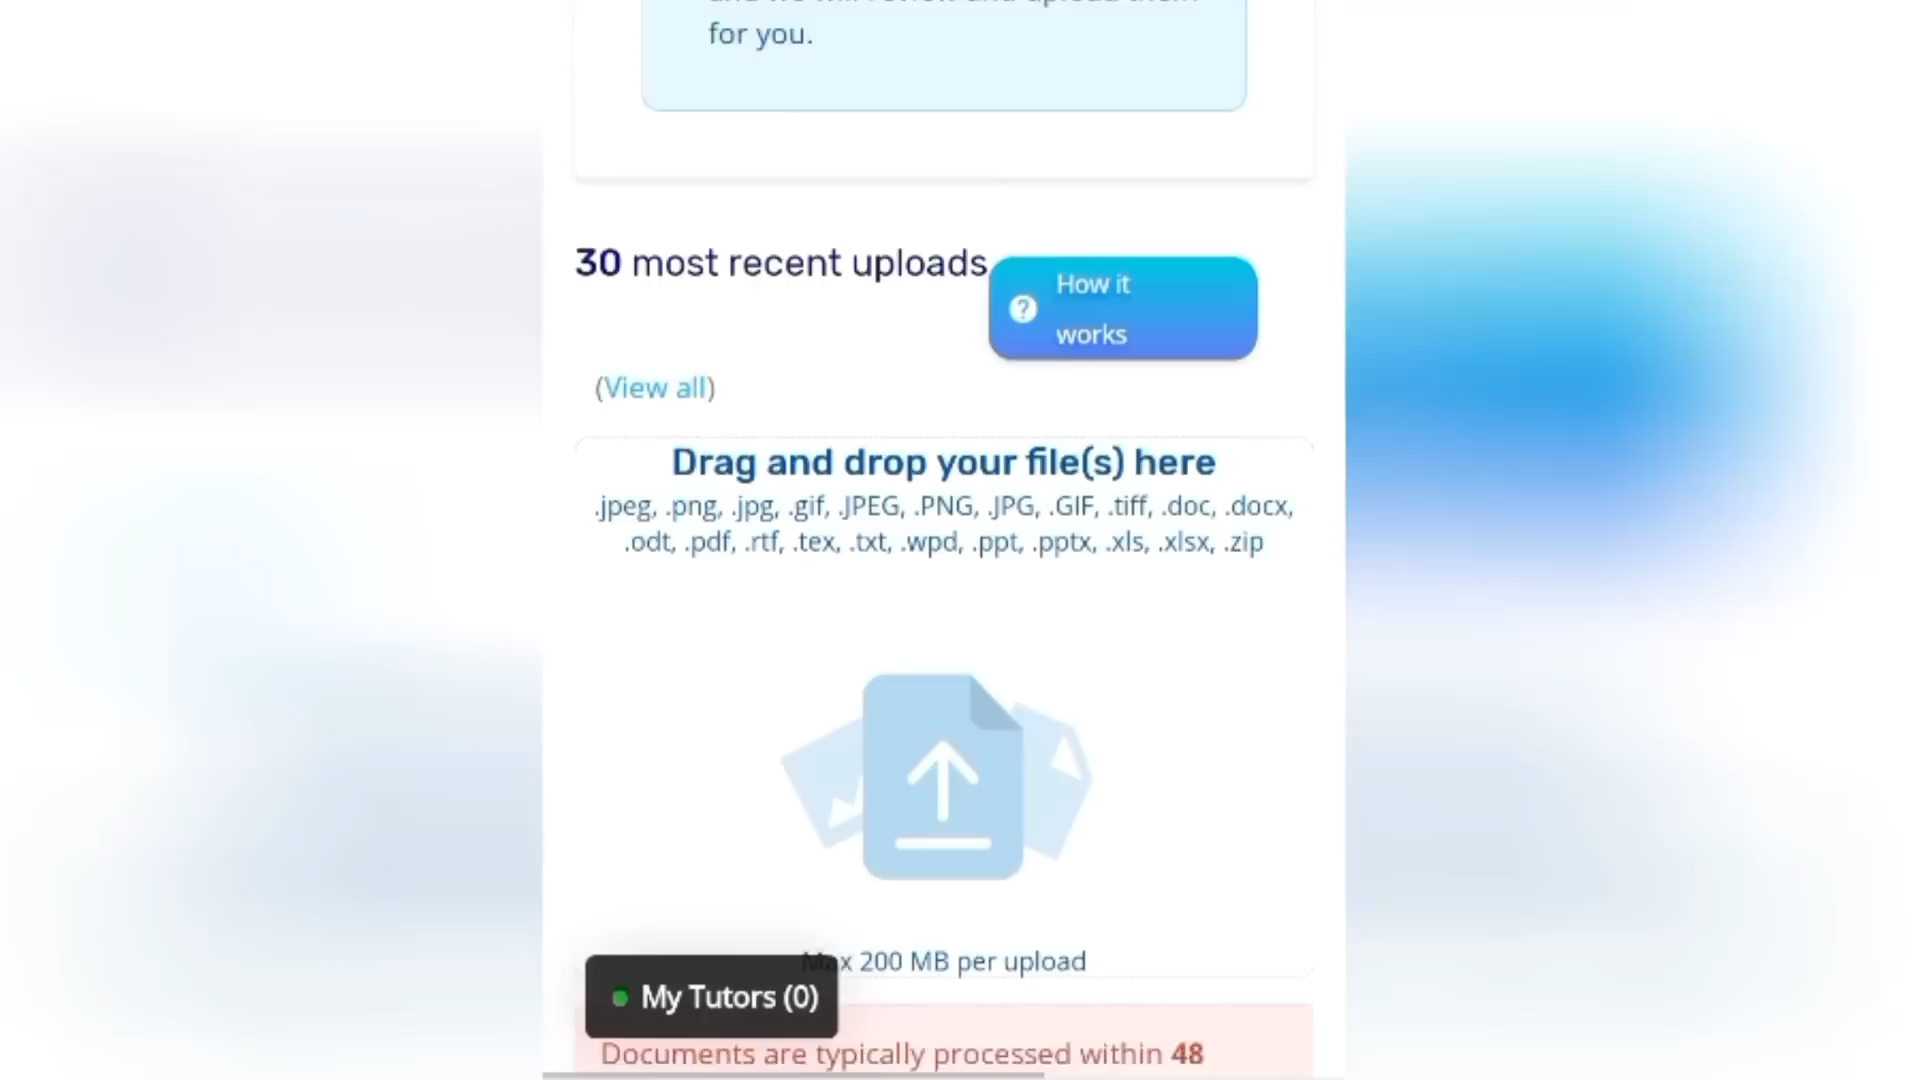 for you.
30 most recent uploads
How it
works
(View all)
Drag and drop your file(s) here
.jpeg, .png, .jpg, .gif, .JPEG, .PNG, .JPG, .GIF, .tiff, .doc, .docx,
.odt, .pdf, .rtf, .tex, .txt, .wpd, .ppt, .pptx, .xls, .xlsx, .zip
Max 200 MB per upload
My Tutors (0)
Documents are typically processed within 48